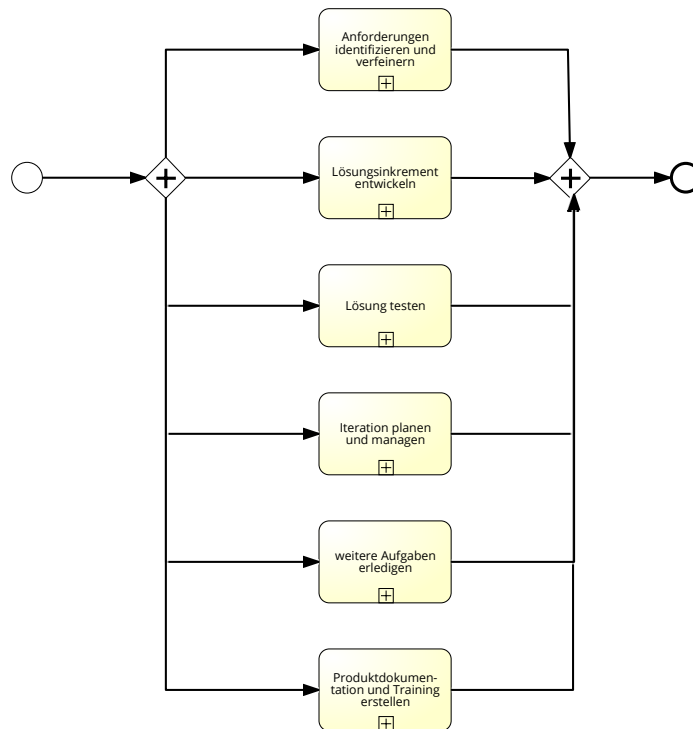 Anforderungen
identifizieren und
verfeinern
Lösungsinkrement
entwickeln
Lösung testen
Iteration planen
und managen
weitere Aufgaben
erledigen
Produktdokumen-
tation und Training
erstellen